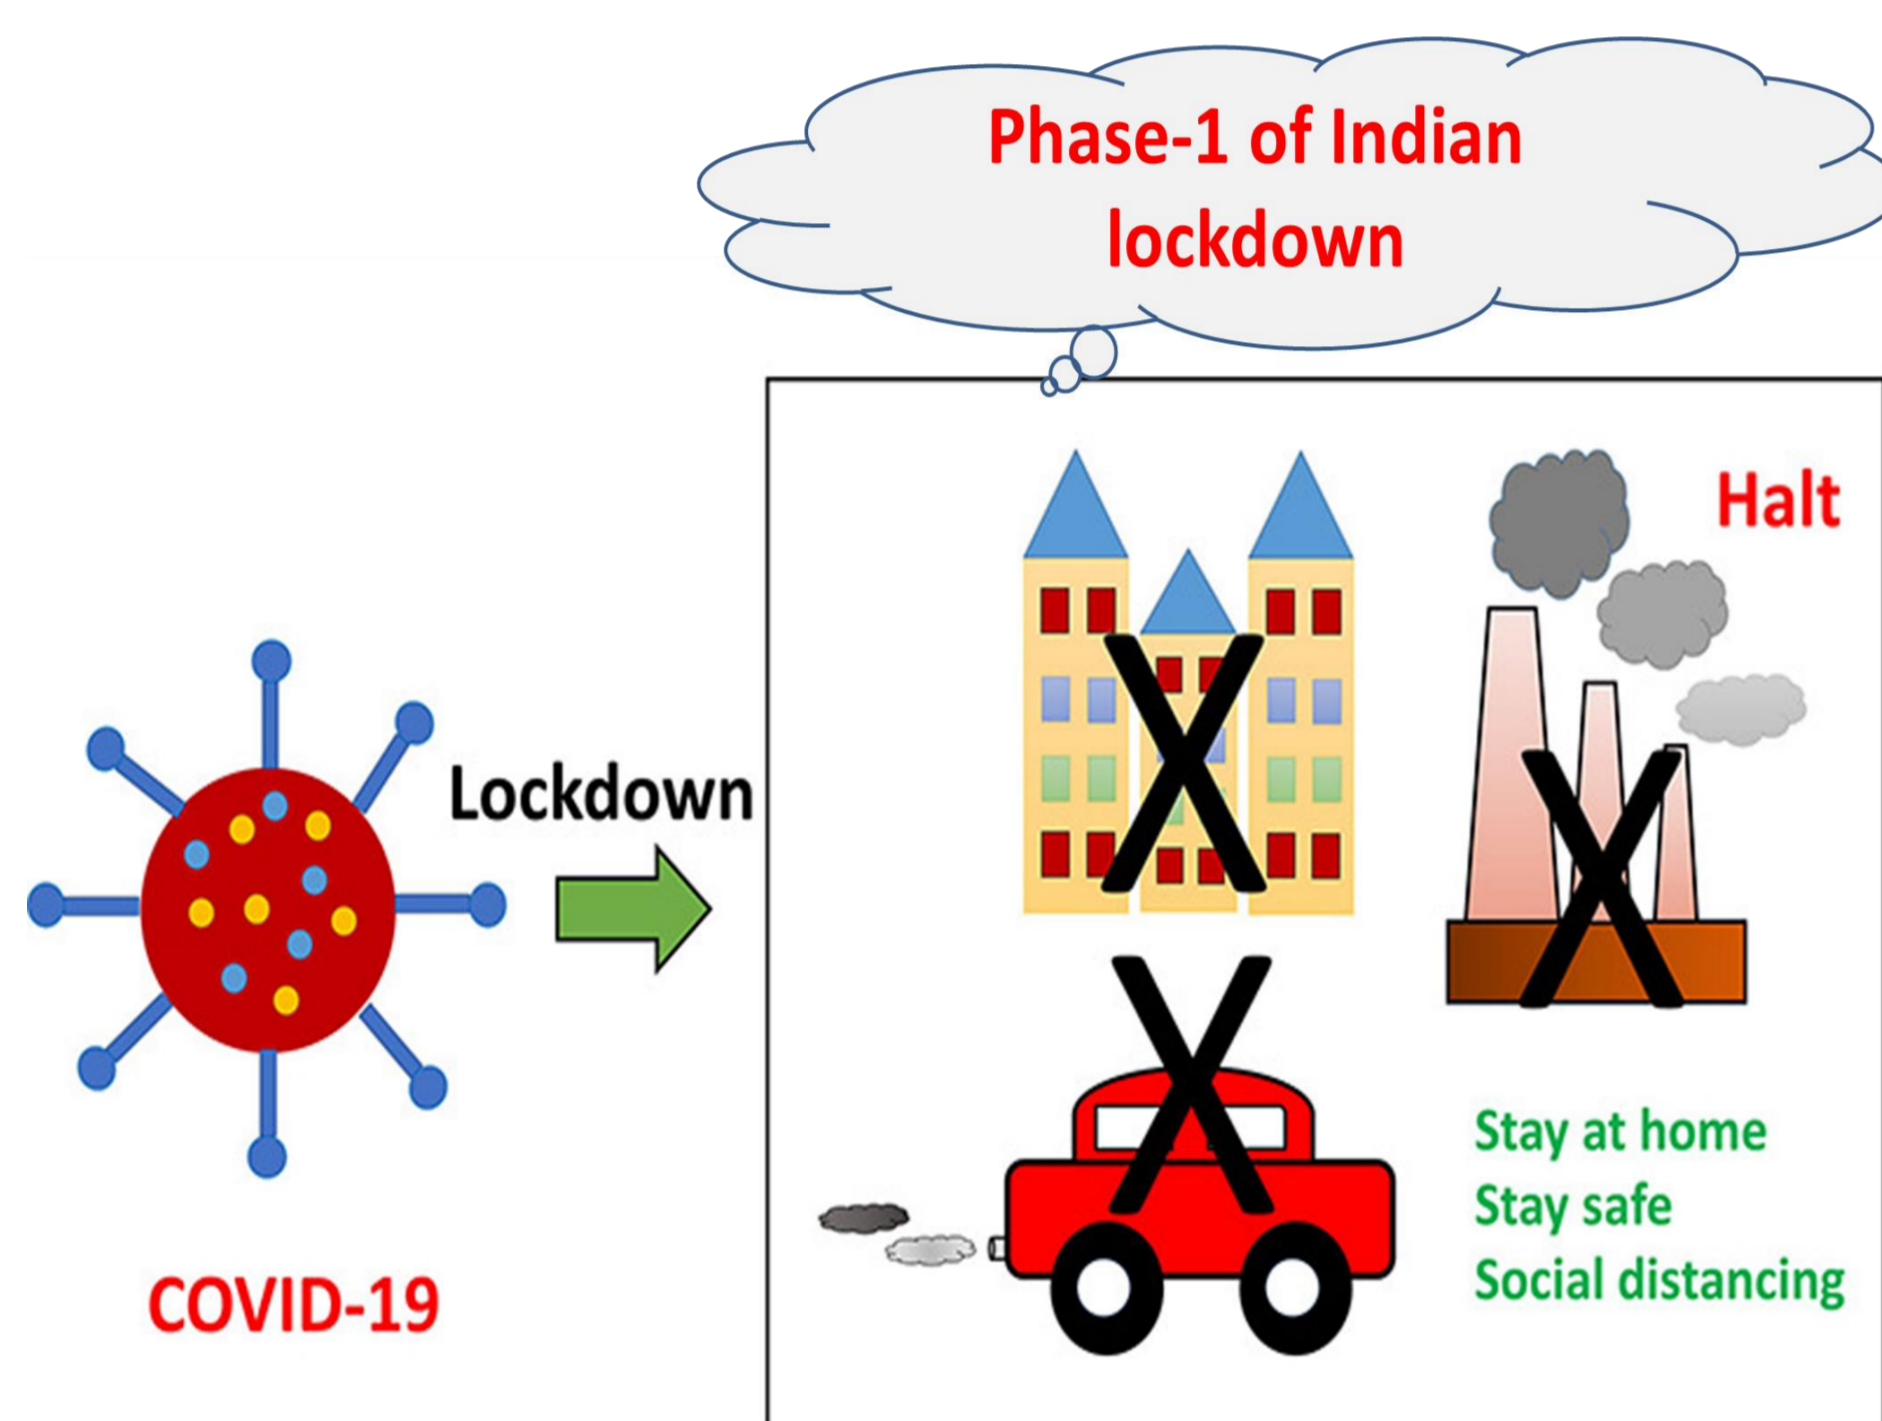 Phase-1 of Indian
lockdown
Halt
Lockdown
Stay at home
Stay safe
Social distancing
COVID-19